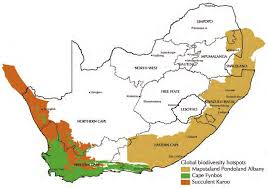 LIMPOPO
NORTH-WEST
GAUTENG
MPUMALANGA
SWAZILAND
FREE STATE
KWAZULU-NATAL
LESOTHO
NORTHERN CAPE
EASTERN CAPE
WESTERN CAPE
Global biodiversity hotspots
Maputaland Pondoland Albany
Cape Fynbos
Succulent Karoo